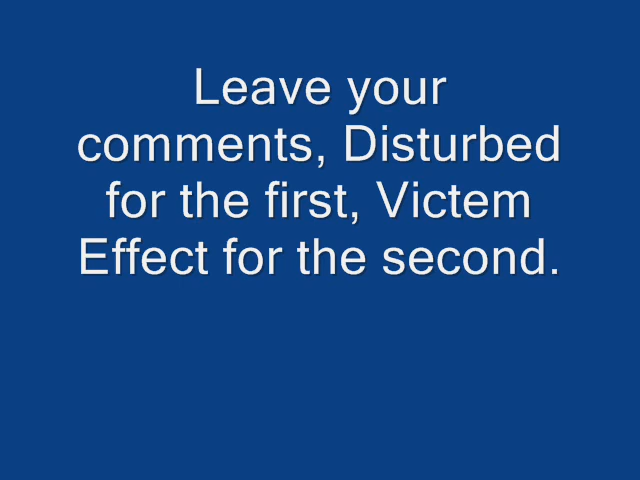 Leave your
comments, Disturbed
for the first, Victem
Effect for the second.